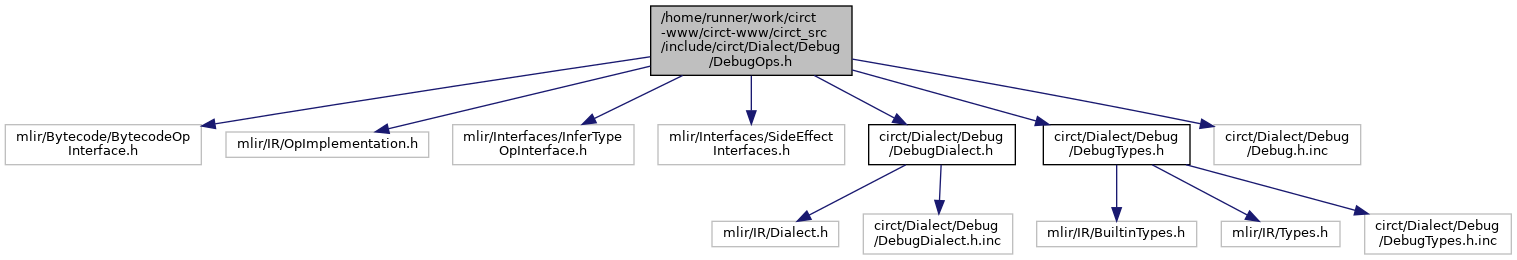 /home/runner/work/circt
-www/circt-www/circt_src
/include/circt/Dialect/Debug
/DebugOps.h
mlir/Bytecode/BytecodeOp
Interface.h
mlir/IR/OpImplementation.h
mlir/Interfaces/InferType
OpInterface.h
mlir/Interfaces/SideEffect
Interfaces.h
circt/Dialect/Debug
/DebugDialect.h
circt/Dialect/Debug
/DebugTypes.h
circt/Dialect/Debug
/Debug.h.inc
mlir/IR/Dialect.h
circt/Dialect/Debug
/DebugDialect.h.inc
mlir/IR/BuiltinTypes.h
mlir/IR/Types.h
circt/Dialect/Debug
/DebugTypes.h.inc